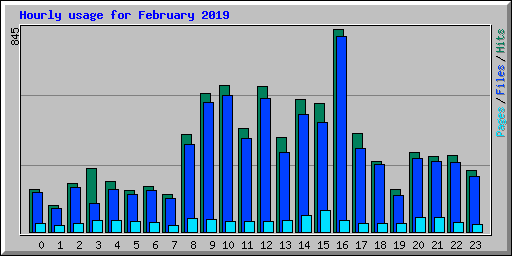 Hourly usage for February 2019
845
Pages / Files / Hits
0 1 2 3 4 5 6 7 8 9 10 11 12 13 14 15 16 17 18 19 20 21 22 23